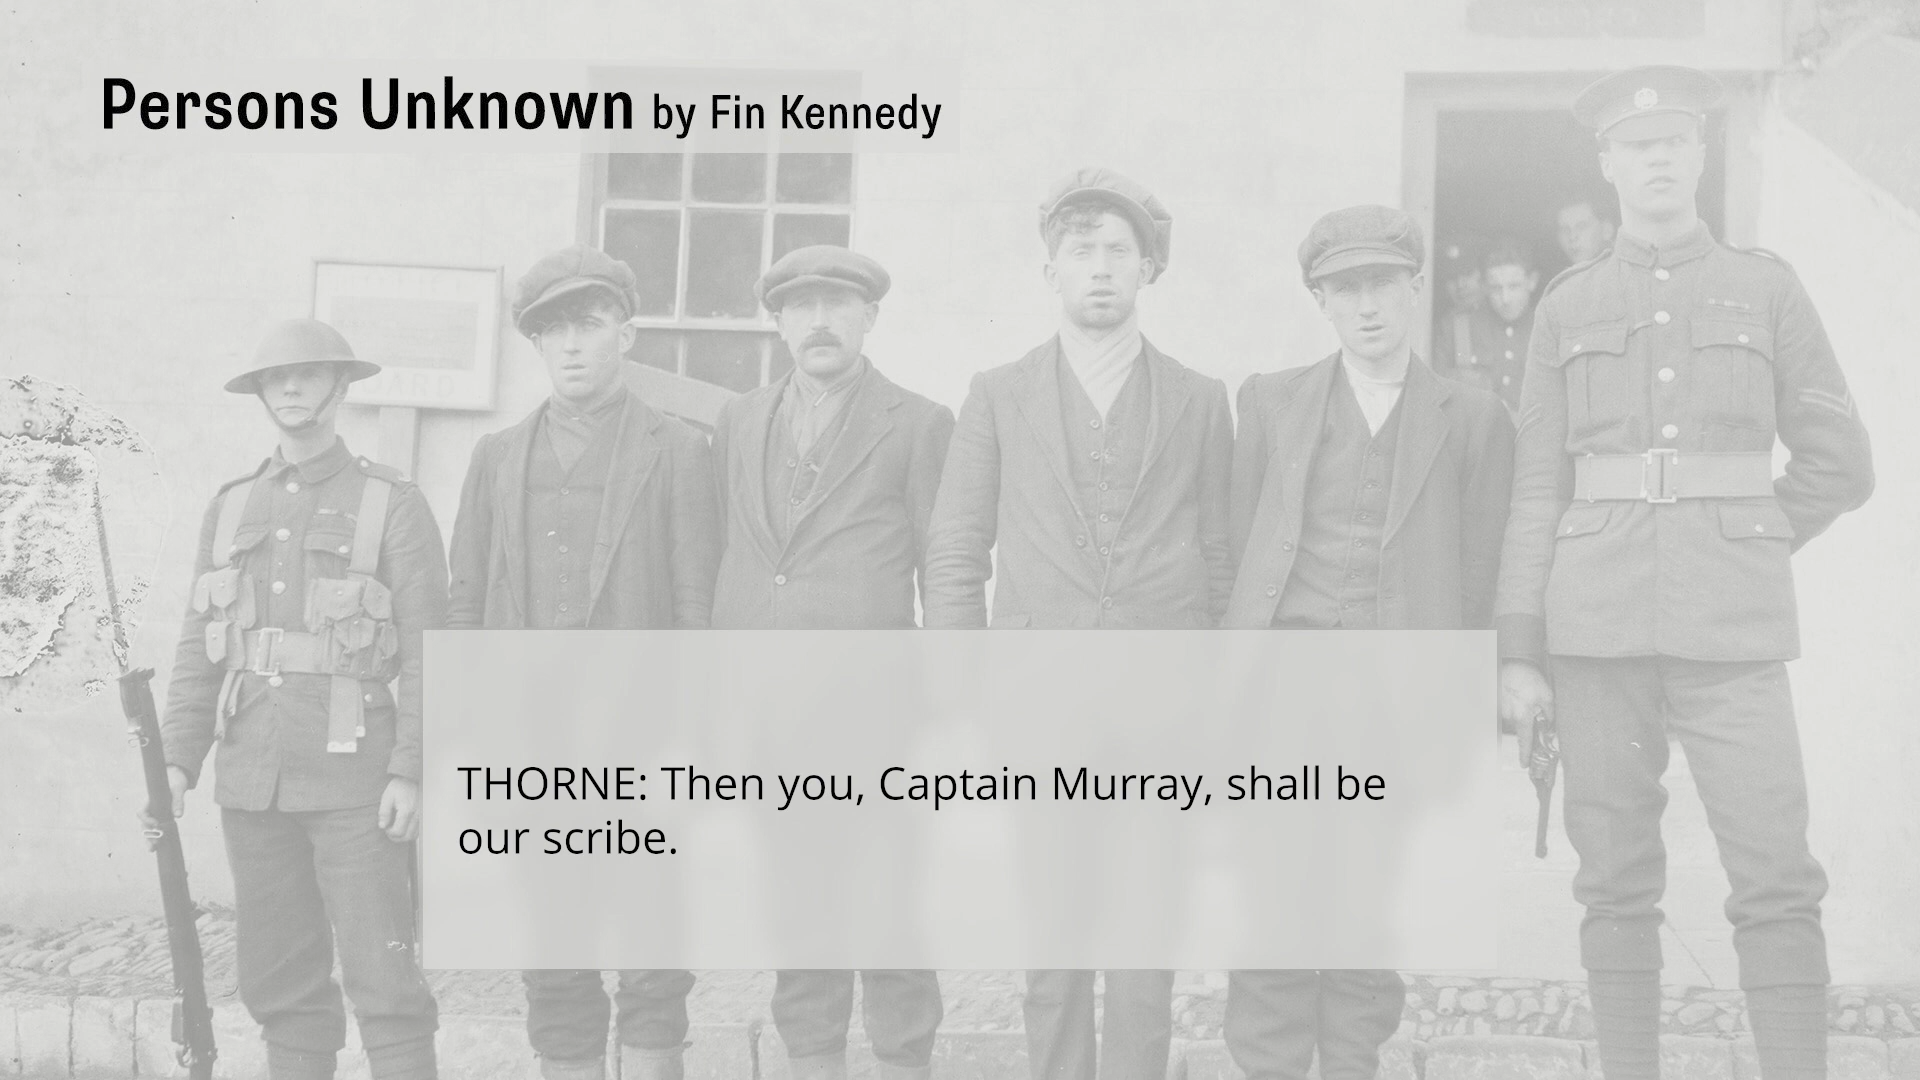 Persons Unknown by Fin Kennedy
THORNE: Then you, Captain Murray, shall be
our scribe.